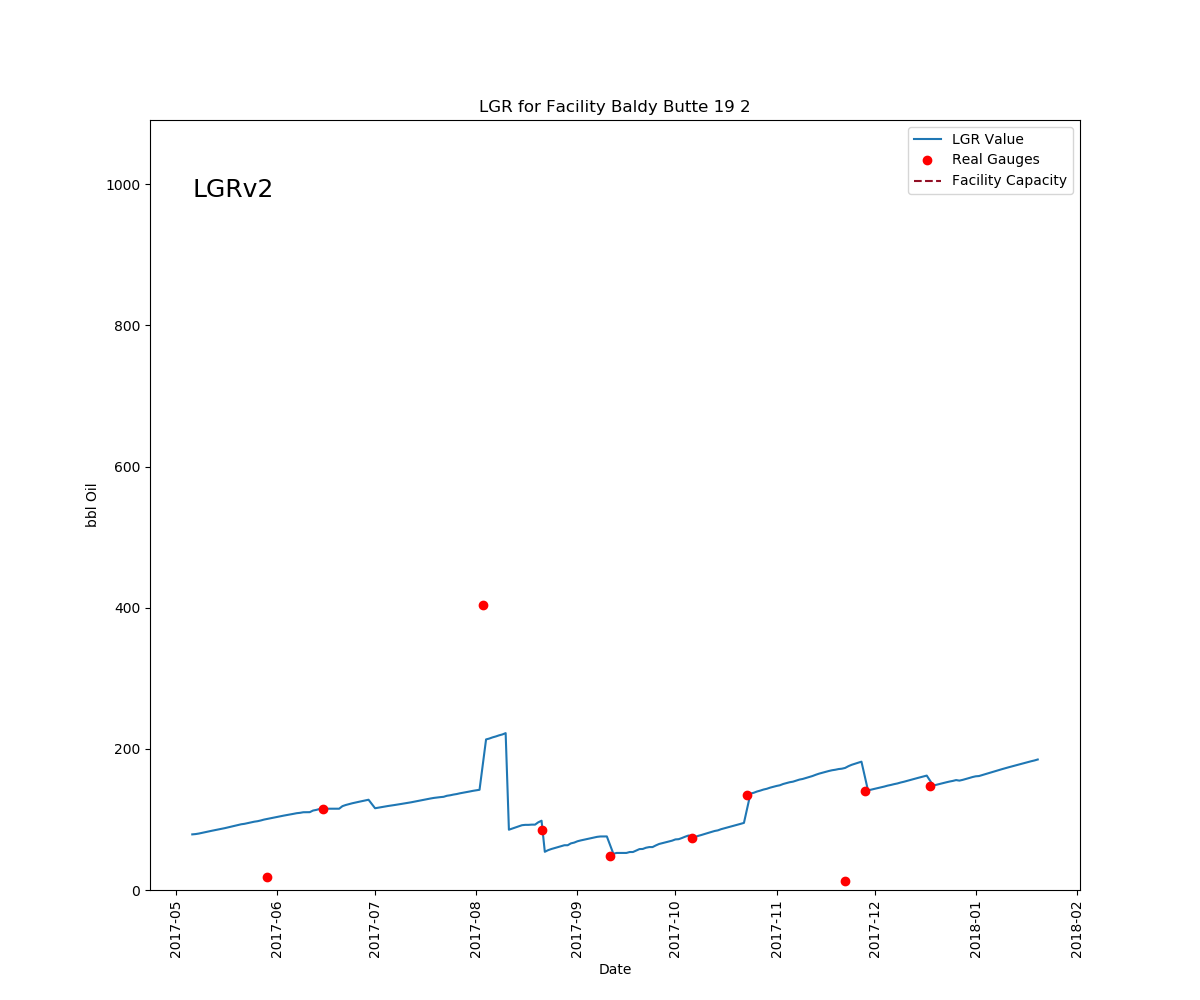 LGR for Facility Baldy Butte 19 2
LGRv2
LGR Value
Real Gauges
Facility Capacity
bbl Oil
1000
800
600
400
200
0
2017-05
2017-06
2017-07
2017-08
2017-09
2017-10
2017-11
2017-12
2018-01
2018-02
Date